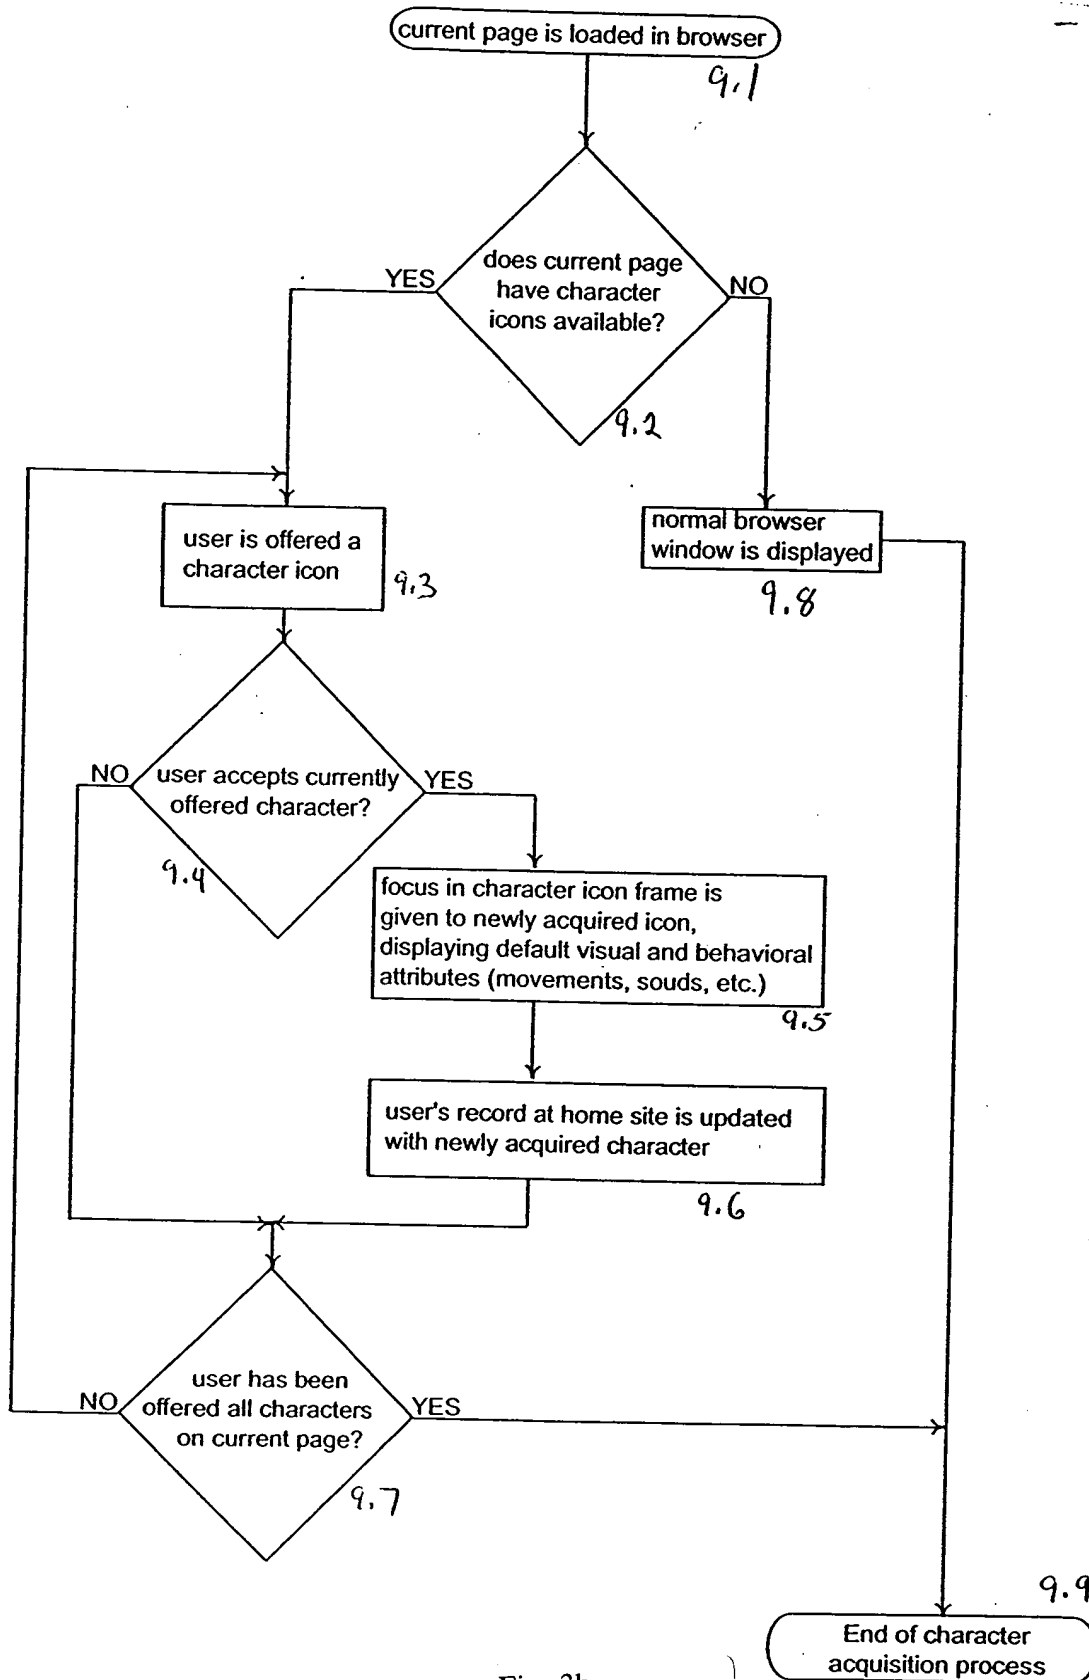 current page is loaded in browser
9.1
does current page
have character
icons available?
YES
NO
9.2
user is offered a
character icon
9.3
normal browser
window is displayed
9.8
user accepts currently
offered character?
NO
YES
9.4
focus in character icon frame is
given to newly acquired icon,
displaying default visual and behavioral
attributes (movements, souds, etc.)
9.5
user's record at home site is updated
with newly acquired character
9.6
user has been
offered all characters
on current page?
NO
YES
9.7
9.9
End of character
acquisition process